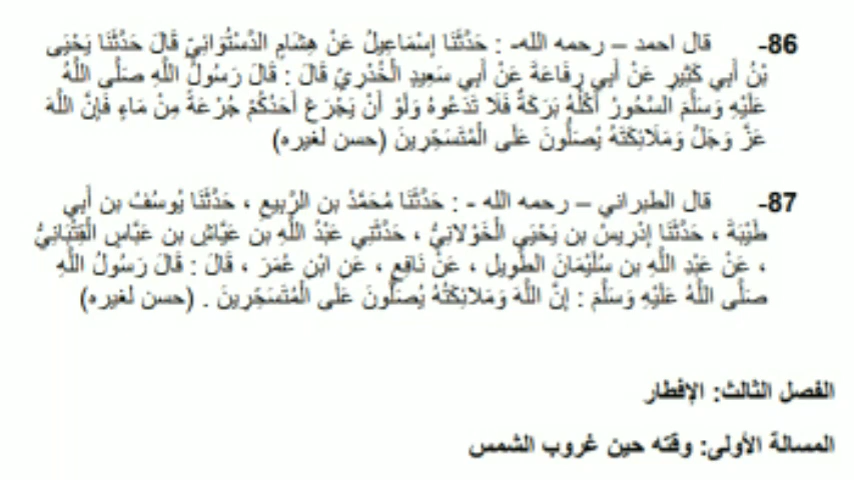 86- قال احمد – رحمه الله- : حَدَّثَنَا إِسْمَاعِيلُ عَنْ هِشَامٍ الدَّسْتُوَائِيِّ قَالَ حَدَّثَنَا يَحْيَى
بْنُ أَبِي كَثِيرٍ عَنْ أَبِي رِفَاعَةَ عَنْ أَبِي سَعِيدٍ الْخُدْرِيِّ قَالَ : قَالَ رَسُولُ اللَّهِ صَلَّى اللَّهُ
عَلَيْهِ وَسَلَّمَ السَّحُورُ أَكْلُهُ بَرَكَةٌ فَلَا تَدَعُوهُ وَلَوْ أَنْ يَجْرَعَ أَحَدُكُمْ جُرْعَةً مِنْ مَاءٍ فَإِنَّ اللَّهَ
عَزَّ وَجَلَّ وَمَلَائِكَتَهُ يُصَلُّونَ عَلَى الْمُتَسَحِّرِينَ (حسن لغيره)
87- قال الطبراني – رحمه الله - : حَدَّثَنَا مُحَمَّدُ بن الرَّبِيعِ ، حَدَّثَنَا يُوسُفُ بن أَبِي
طَيْبَةَ ، حَدَّثَنَا إِدْرِيسُ بن يَحْيَى الْخَوْلانِيُّ ، حَدَّثَنِي عَبْدُ اللَّهِ بن عَيَّاشِ بن عَبَّاسٍ الْقِتْبَانِيُّ
، عَنْ عَبْدِ اللَّهِ بن سُلَيْمَانَ الطَّوِيلِ ، عَنْ نَافِعٍ ، عَنِ ابْنِ عُمَرَ ، قَالَ : قَالَ رَسُولُ اللَّهِ
صَلَّى اللَّهُ عَلَيْهِ وَسَلَّمَ : إِنَّ اللَّهَ وَمَلائِكَتَهُ يُصَلُّونَ عَلَى الْمُتَسَحِّرِينَ . (حسن لغيره)
الفصل الثالث: الإفطار
المسالة الأولى: وقته حين غروب الشمس